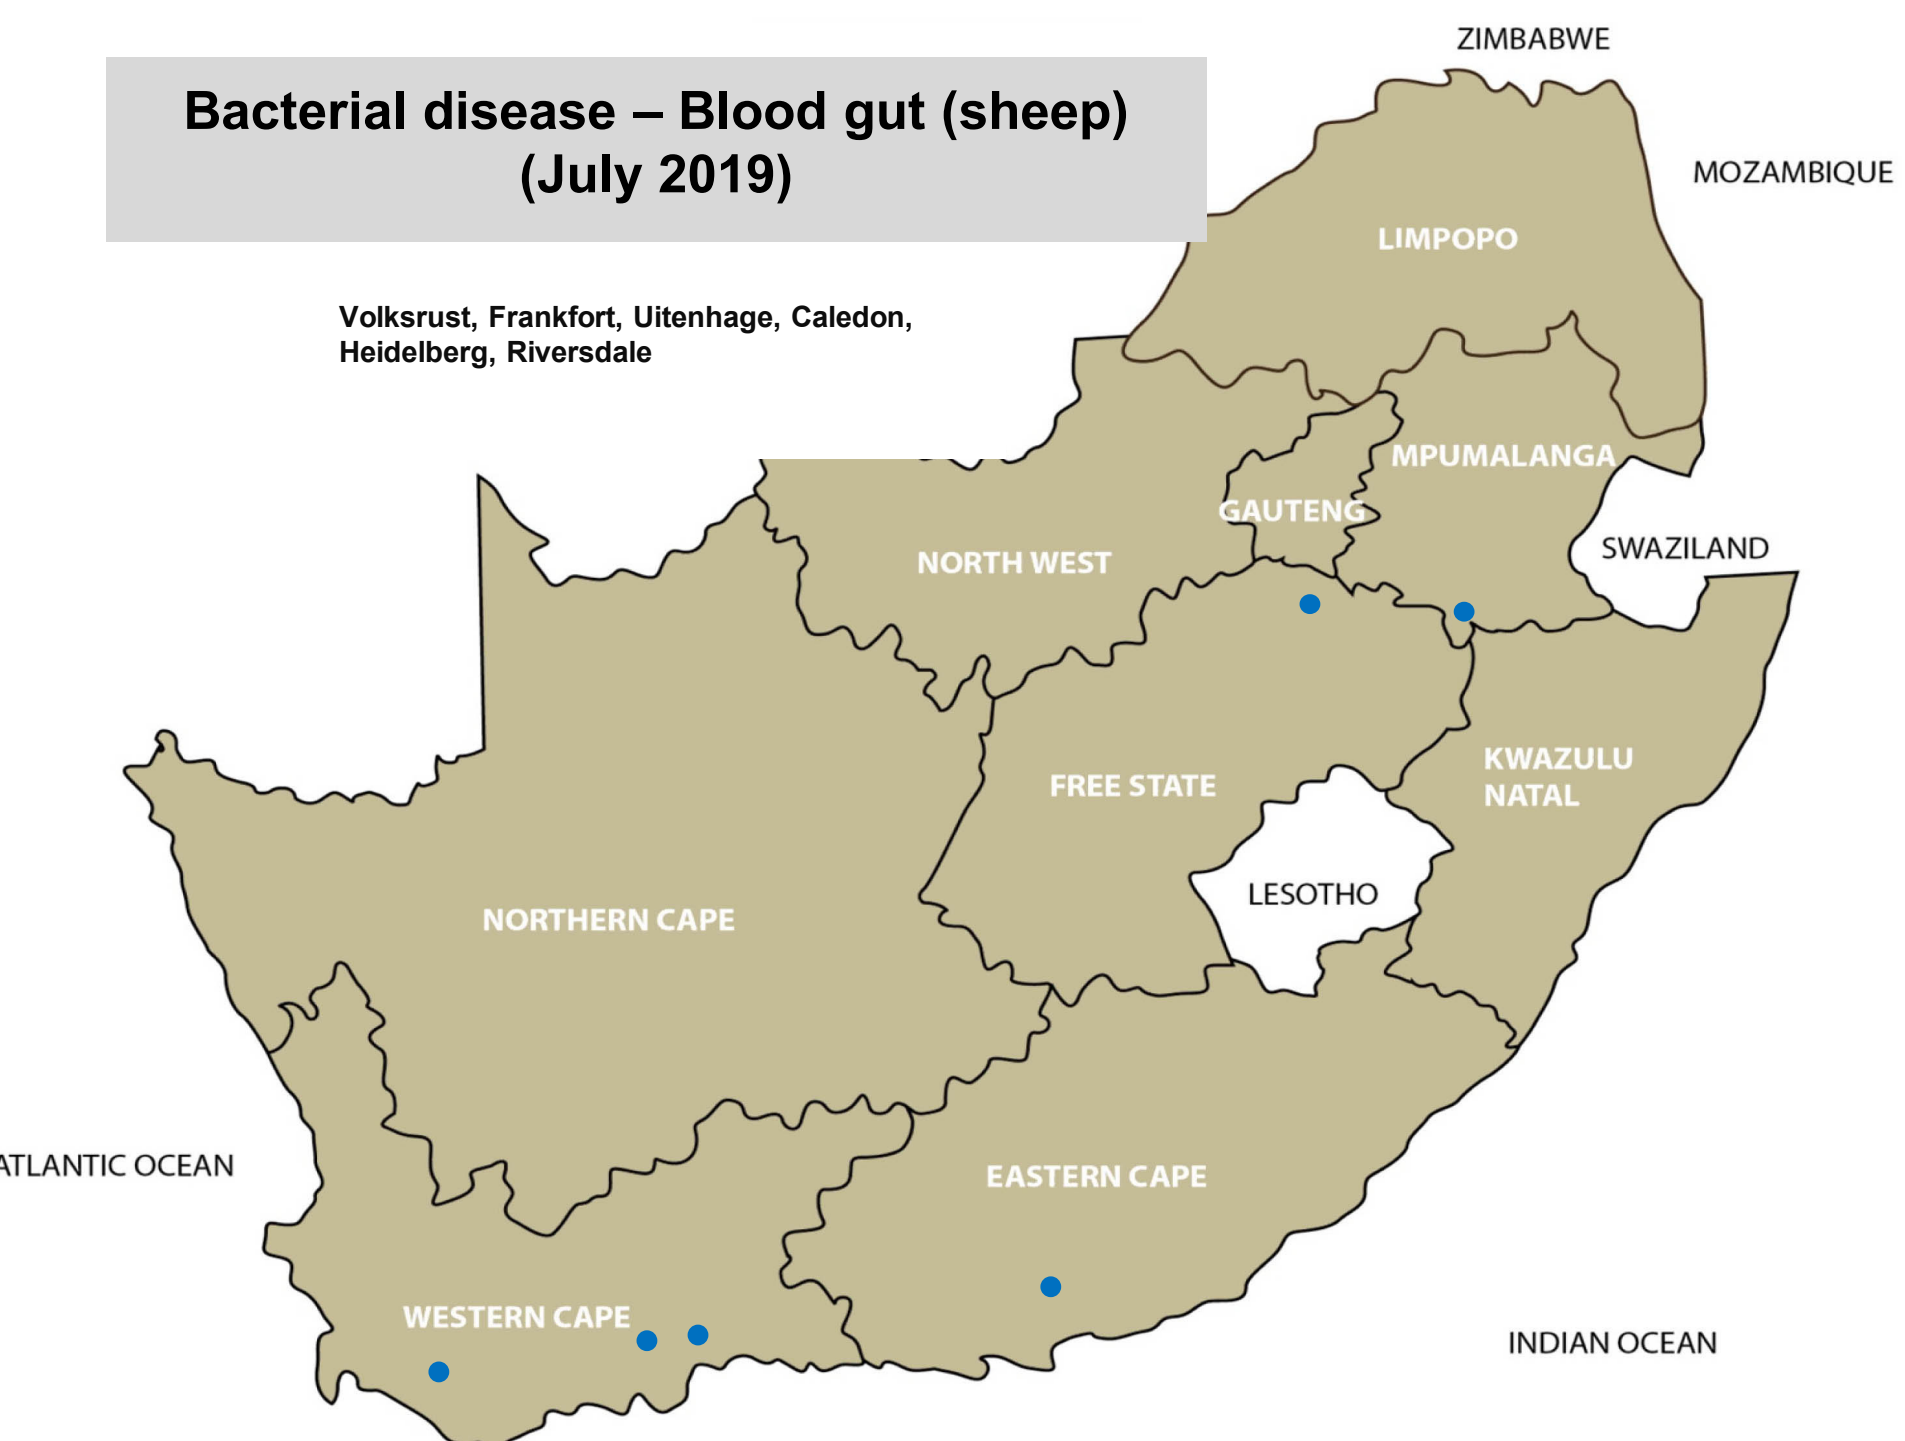 ZIMBABWE
Bacterial disease – Blood gut (sheep)
(July 2019)
MOZAMBIQUE
LIMPOPO
Volksrust, Frankfort, Uitenhage, Caledon,
Heidelberg, Riversdale
MPUMALANGA
GAUTENG
SWAZILAND
NORTH WEST
KWAZULU
NATAL
FREE STATE
LESOTHO
NORTHERN CAPE
ATLANTIC OCEAN
EASTERN CAPE
WESTERN CAPE
INDIAN OCEAN